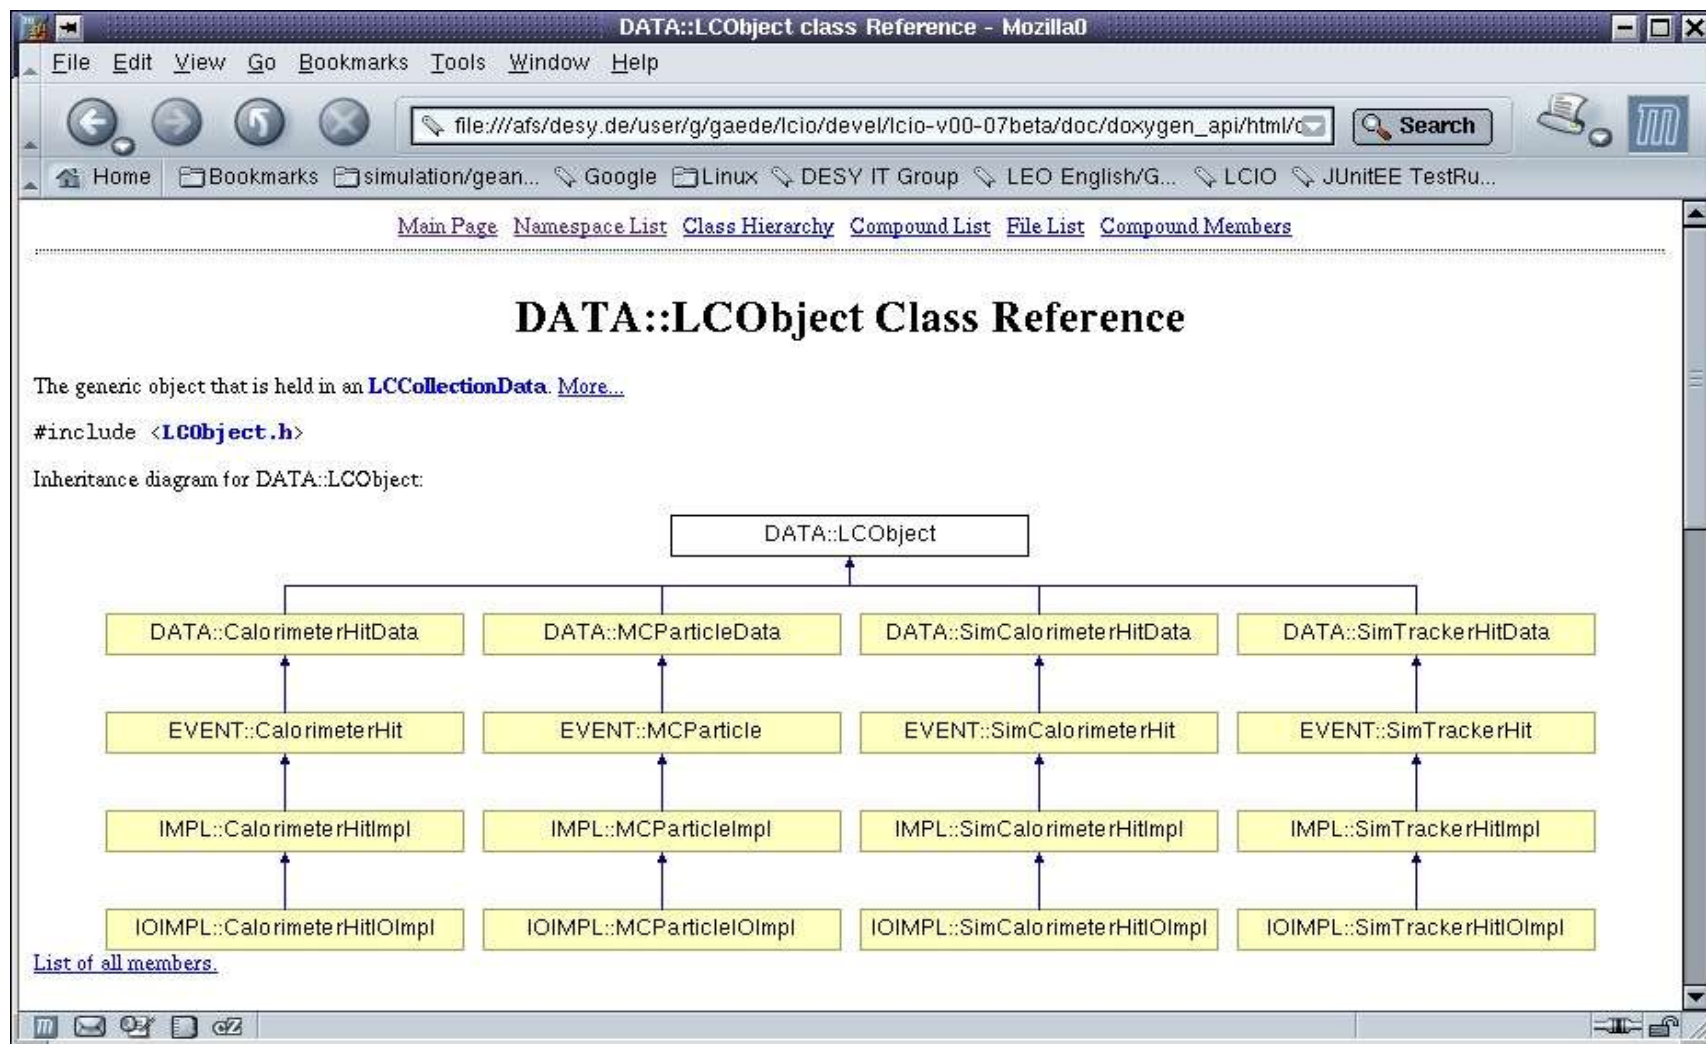 DATA::LCObject class Reference - Mozilla0
File Edit View Go Bookmarks Tools Window Help
file:///afs/desy.de/user/g/gaede/lcio/devel/lcio-v00-07beta/doc/doxygen_api/html/c Search
Home Bookmarks simulation/gean... Google Linux DESY IT Group LEO English/G... LCIO JUnitEE TestRu...
Main Page Namespace List Class Hierarchy Compound List File List Compound Members
DATA::LCObject Class Reference
The generic object that is held in an LCCollectionData. More...
#include <LCObject.h>
Inheritance diagram for DATA::LCObject:
DATA::LCObject
DATA::CalorimeterHitData DATA::MCParticleData DATA::SimCalorimeterHitData DATA::SimTrackerHitData
EVENT::CalorimeterHit EVENT::MCParticle EVENT::SimCalorimeterHit EVENT::SimTrackerHit
IMPL::CalorimeterHitImpl IMPL::MCParticleImpl IMPL::SimCalorimeterHitImpl IMPL::SimTrackerHitImpl
IOIMPL::CalorimeterHitIOImpl IOIMPL::MCParticleIOImpl IOIMPL::SimCalorimeterHitIOImpl IOIMPL::SimTrackerHitIOImpl
List of all members.